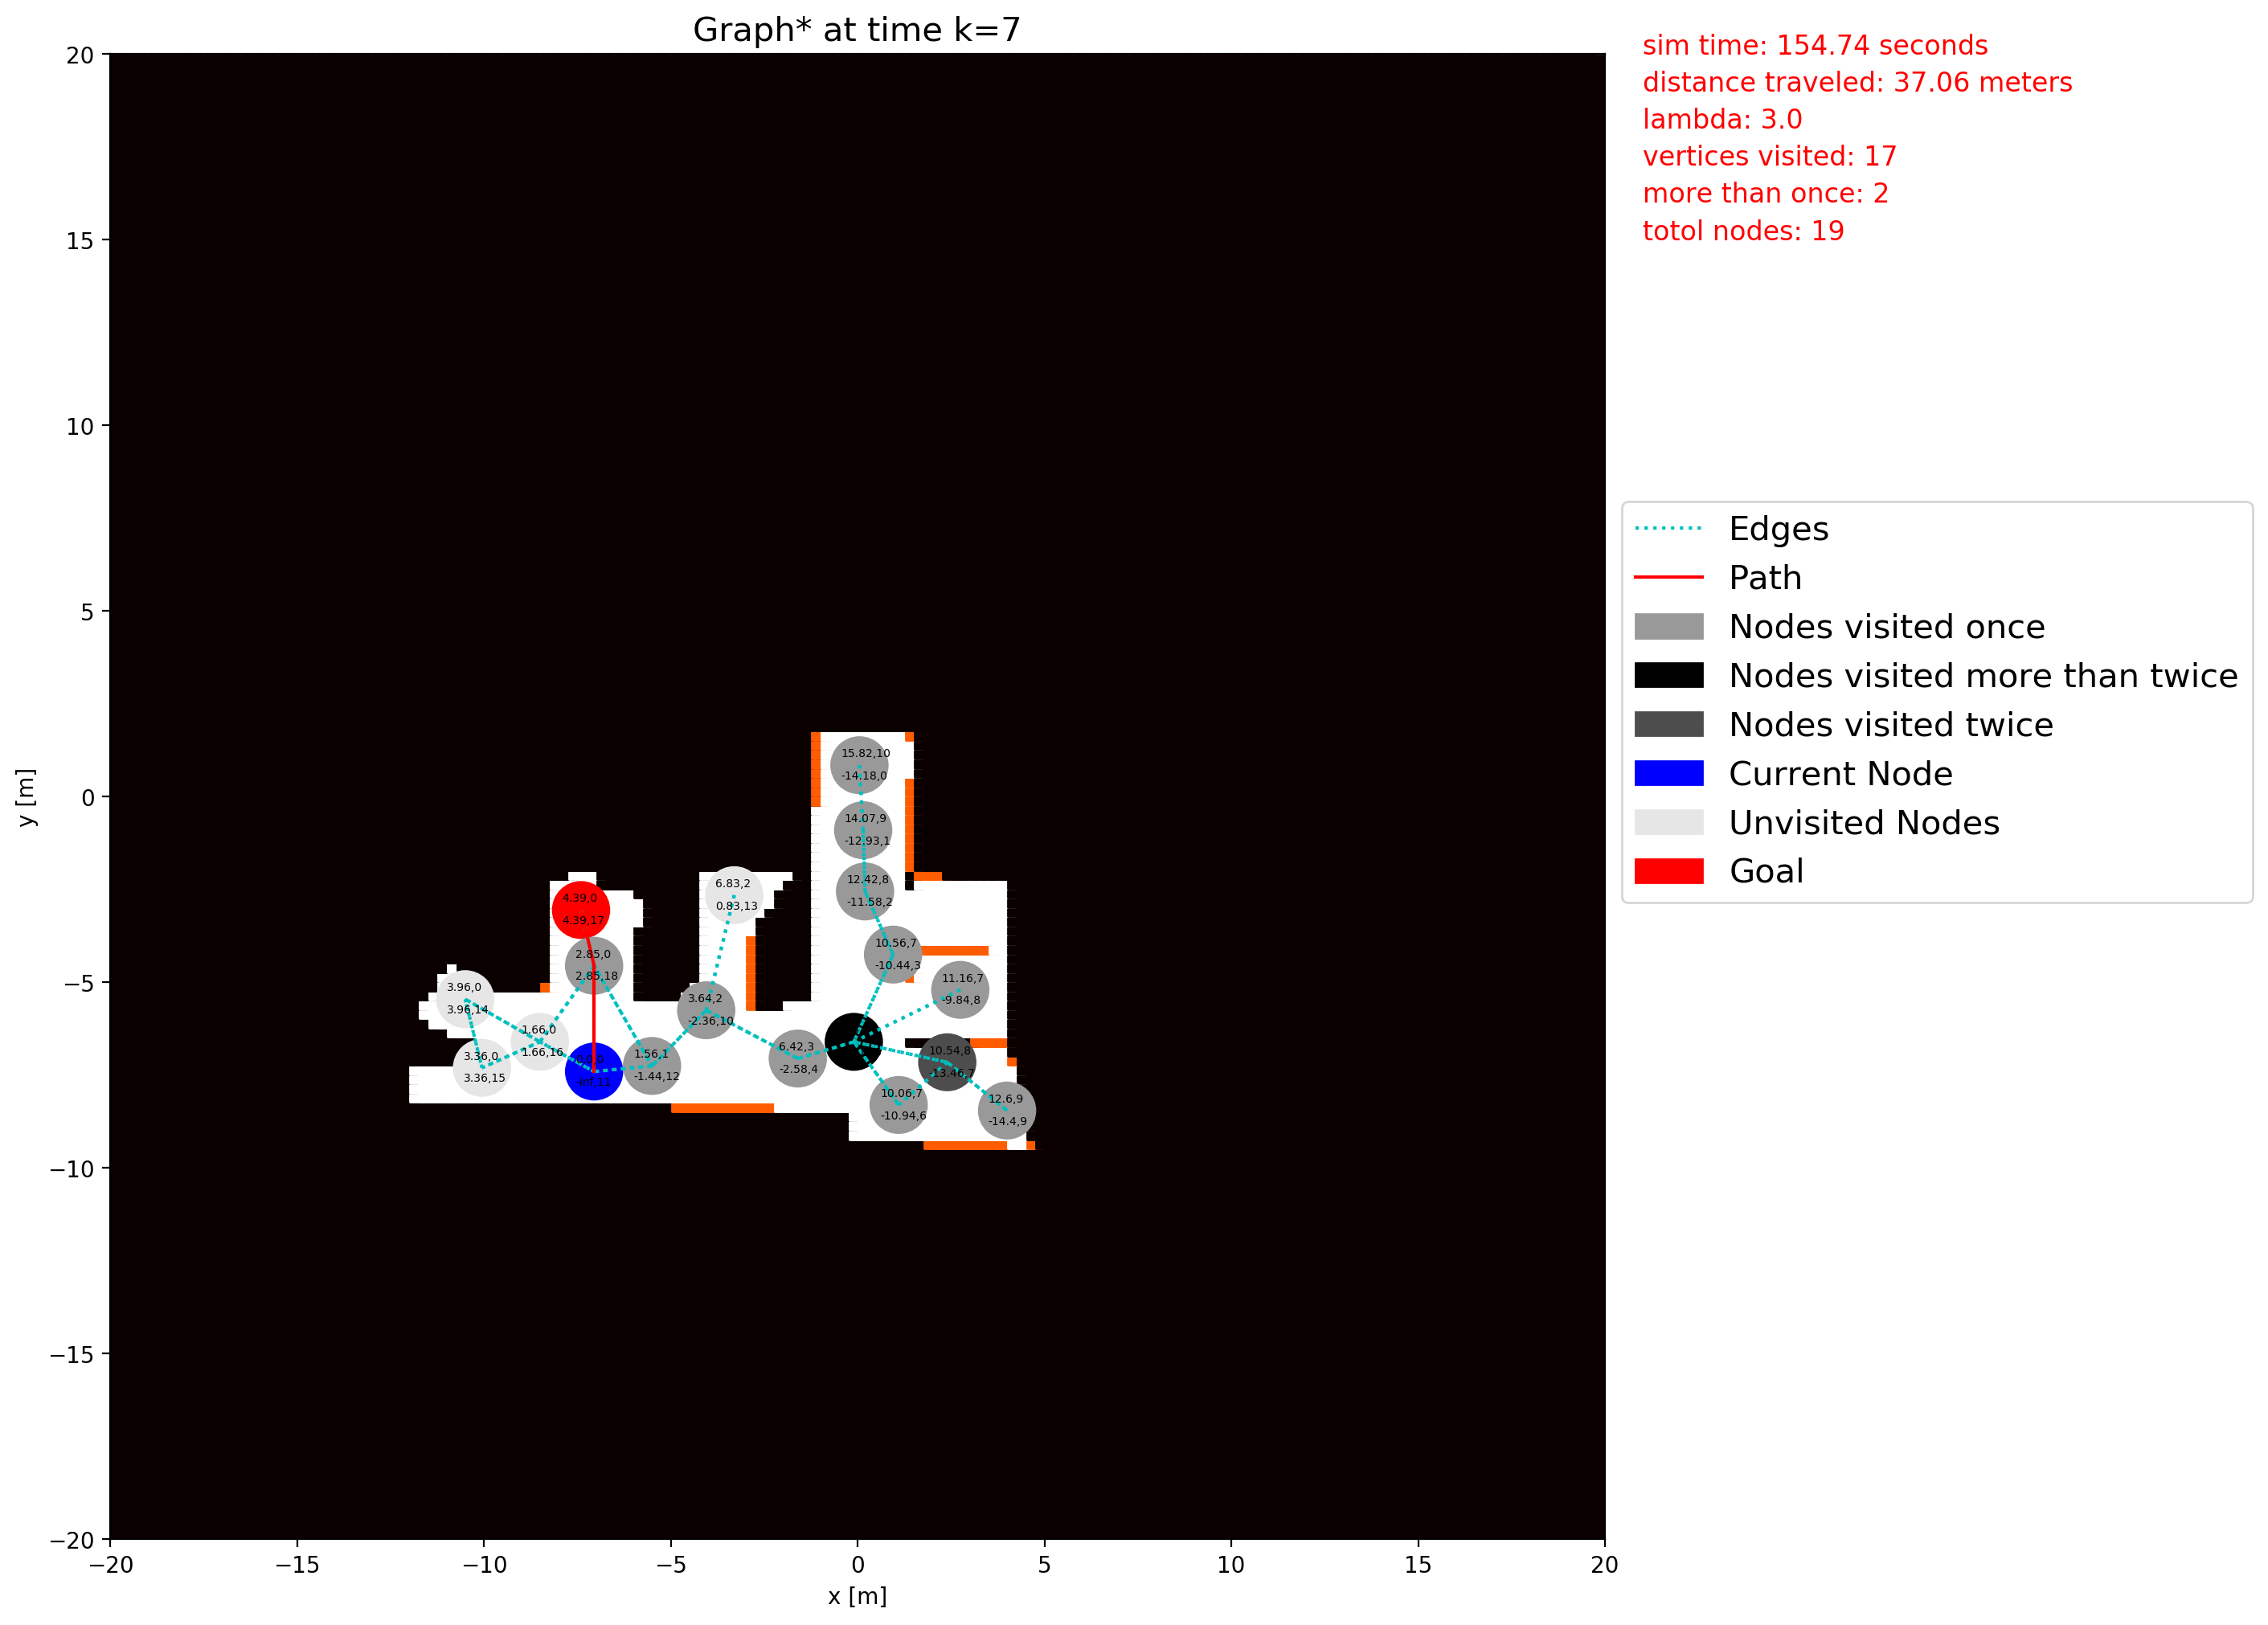 Graph* at time k=7
sim time: 154.74 seconds
distance traveled: 37.06 meters
lambda: 3.0
vertices visited: 17
more than once: 2
totol nodes: 19
Edges
Path
Nodes visited once
Nodes visited more than twice
Nodes visited twice
Current Node
Unvisited Nodes
Goal
20
15
10
5
0
−5
−10
−15
−20
y [m]
15.82,10
-14.18,0
14.07,9
-12.93,1
12.42,8
-11.58,2
6.83,2
0.83,13
4.39,0
4.39,17
10.56,7
-10.44,3
2.85,0
2.85,18
11.16,7
-9.84,8
3.96,0
3.96,14
3.64,2
-2.36,10
1.66,0
1.66,16
6.42,3
-2.58,4
10.54,8
-13.46,7
3.36,0
3.36,15
-inf,11
1.56,1
-1.44,12
10.06,7
-10.94,6
12.6,9
-14.4,9
−20
−15
−10
−5
0
5
10
15
20
x [m]